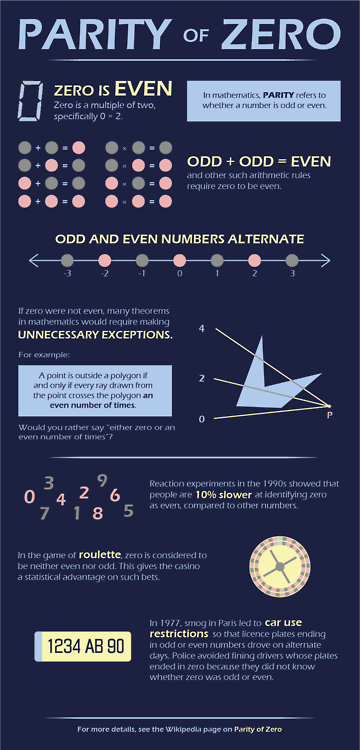 PARITY OF ZERO
0
ZERO IS EVEN
Zero is a multiple of two,
specifically 0 × 2.
In mathematics, PARITY refers to
whether a number is odd or even.
+ = × =
+ = × =
+ = × =
+ = × =
ODD + ODD = EVEN
and other such arithmetic rules
require zero to be even.
ODD AND EVEN NUMBERS ALTERNATE
-3 -2 -1 0 1 2 3
If zero were not even, many theorems
in mathematics would require making
UNNECESSARY EXCEPTIONS.
For example:
A point is outside a polygon if
and only if every ray drawn from
the point crosses the polygon an
even number of times.
Would you rather say "either zero or an
even number of times"?
4
2
0
P
0 3 4 2 9 6
7 1 8 5
Reaction experiments in the 1990s showed that
people are 10% slower at identifying zero
as even, compared to other numbers.
In the game of roulette, zero is considered to
be neither even nor odd. This gives the casino
a statistical advantage on such bets.
1234 AB 90
In 1977, smog in Paris led to car use
restrictions so that licence plates ending
in odd or even numbers drove on alternate
days. Police avoided fining drivers whose plates
ended in zero because they did not know
whether zero was odd or even.
For more details, see the Wikipedia page on Parity of Zero